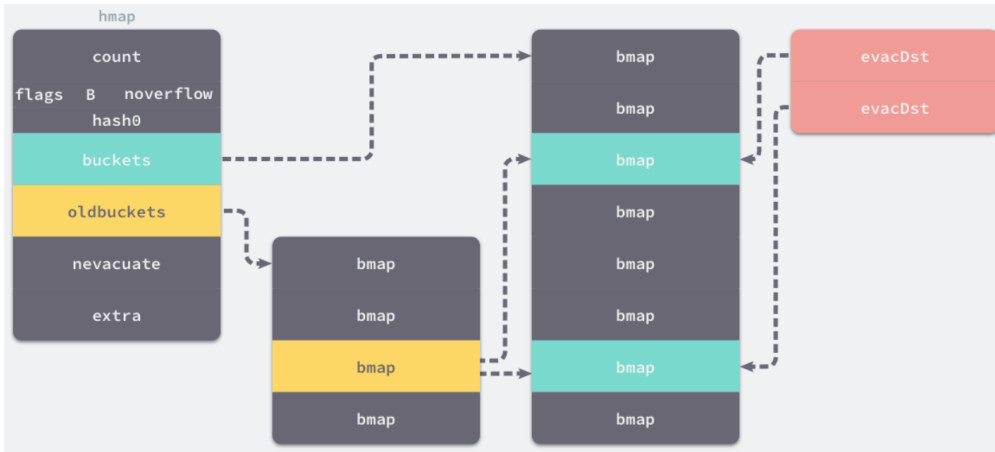 hmap
count
flags B noverflow
hash0
buckets
oldbuckets
nevacuate
extra
bmap
bmap
bmap
bmap
bmap
bmap
bmap
bmap
bmap
bmap
bmap
bmap
evacDst
evacDst